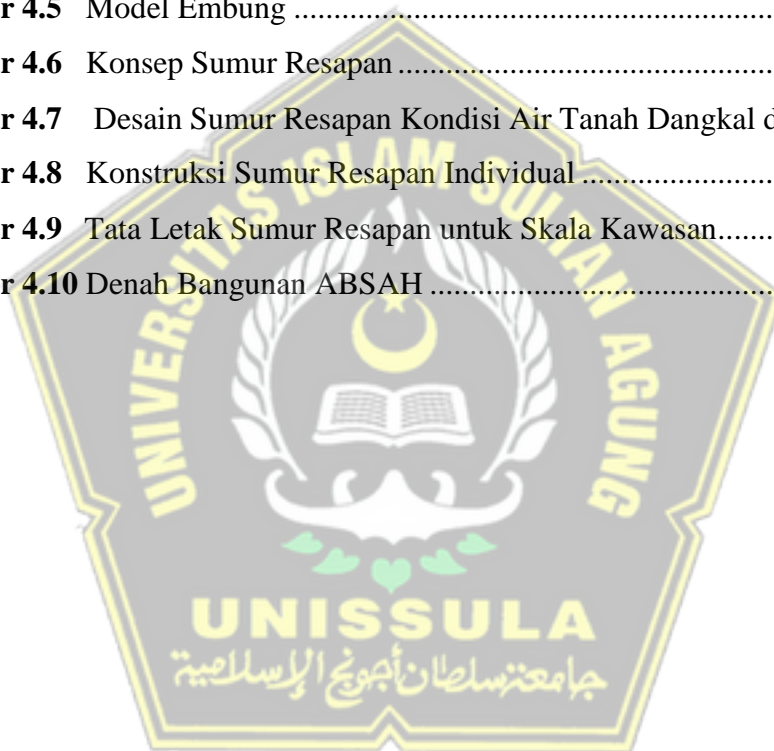 r 4.5 Model Embung ....................................................
r 4.6 Konsep Sumur Resapan ....................................................
r 4.7 Desain Sumur Resapan Kondisi Air Tanah Dangkal d
r 4.8 Konstruksi Sumur Resapan Individual ..........................
r 4.9 Tata Letak Sumur Resapan untuk Skala Kawasan.......
r 4.10 Denah Bangunan ABSAH ..............................................
UNIVERSITAS ISLAM SULTAN AGUNG
UNISSULA
جامعتنسلطان أجونج الإسلامية